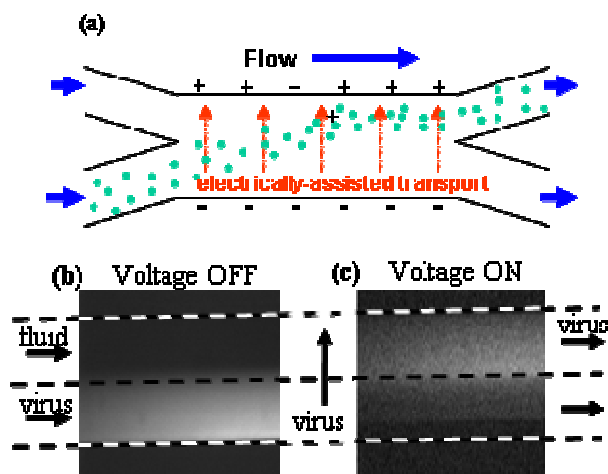 (a)
Flow
+ + - + + +
+
electrically-assisted transport
- - - - - -
(b) Voltage OFF
(c) Voltage ON
fluid
virus
virus
virus